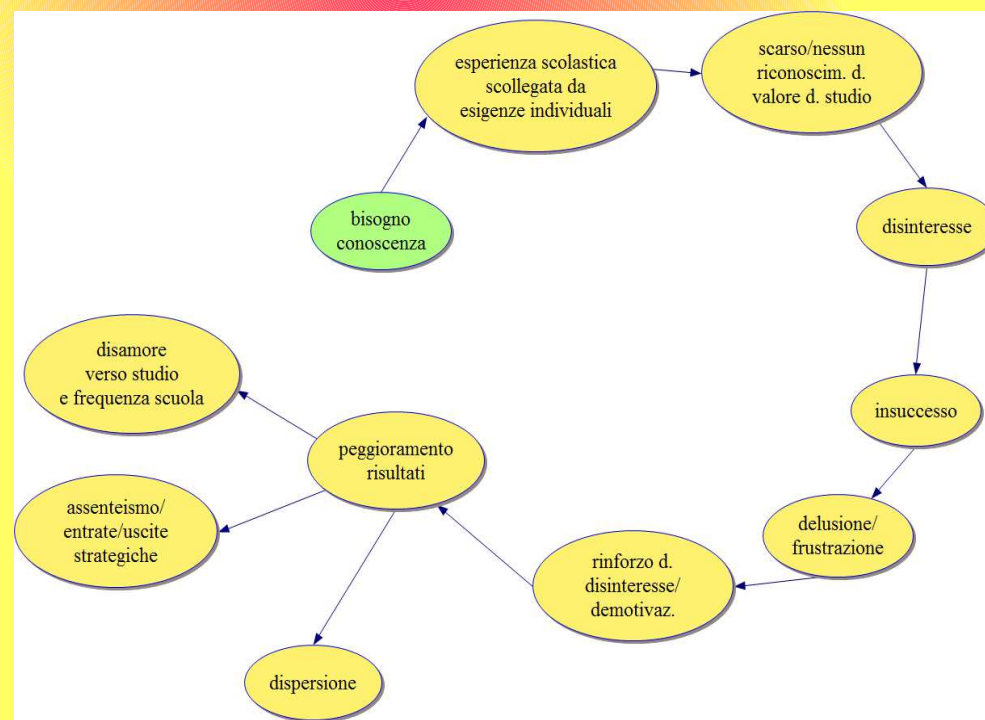 bisogno
conoscenza
esperienza scolastica
scollegata da
esigenze individuali
scarso/nessun
riconoscim. d.
valore d. studio
disinteresse
insuccesso
delusione/
frustrazione
rinforzo d.
disinteresse/
demotivaz.
peggioramento
risultati
disamore
verso studio
e frequenza scuola
assenteismo/
entrate/uscite
strategiche
dispersione